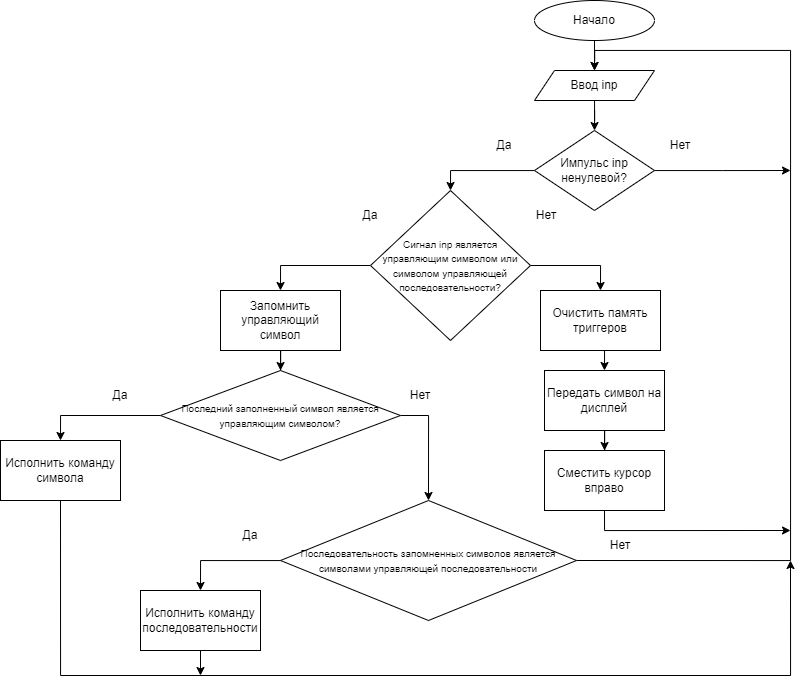 Начало
Ввод inp
Да
Нет
Импульс inp
ненулевой?
Да
Нет
Сигнал inp является
управляющим символом или
символом управляющей
последовательности?
Запомнить
управляющий
символ
Очистить память
триггеров
Да
Нет
Последний заполненный символ является
управляющим символом?
Передать символ на
дисплей
Исполнить команду
символа
Сместить курсор
вправо
Да
Нет
Последовательность запомненных символов является
символами управляющей последовательности
Исполнить команду
последовательности